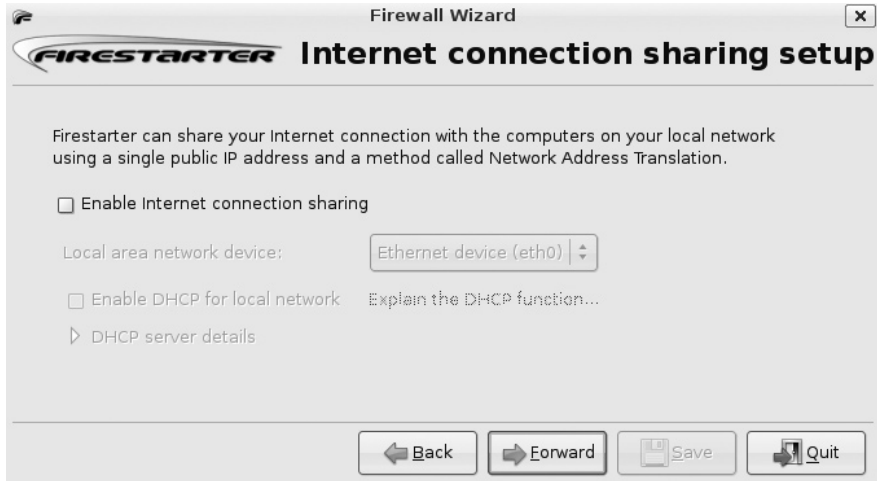 Firewall Wizard
FIRESTARTER Internet connection sharing setup
Firestarter can share your Internet connection with the computers on your local network
using a single public IP address and a method called Network Address Translation.
Enable Internet connection sharing
Local area network device: Ethernet device (eth0)
Enable DHCP for local network Explain the DHCP function...
DHCP server details
Back Forward Save Quit